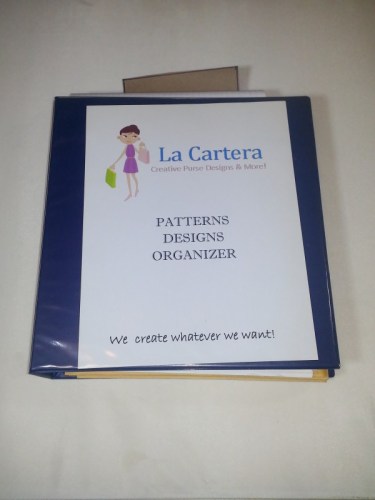 La Cartera
Creative Purse Designs & More!
PATTERNS
DESIGNS
ORGANIZER
We create whatever we want!